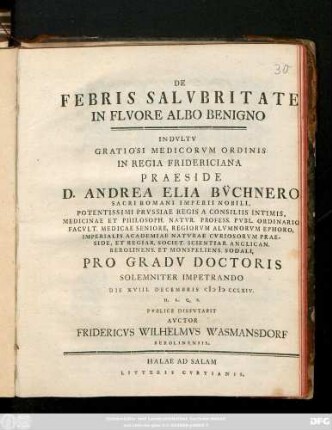 30
DE
FEBRIS SALVBRITATE
IN FLVORE ALBO BENIGNO
INDVLTV
GRATIOSI MEDICORVM ORDINIS
IN REGIA FRIDERICIANA
PRAESIDE
D. ANDREA ELIA BÜCHNERO
SACRI ROMANI IMPERII NOBILI,
POTENTISSIMI PRVSSIAE REGIS A CONSILIIS INTIMIS,
MEDICINAE ET PHILOSOPH. NATVR. PROFESS. PVBL. ORDINARIO
FACVLT. MEDICAE SENIORE, REGIORVM ALVMNORVM EPHORO,
IMPERIALIS ACADEMIAE NATVRAE CVRIOSORVM PRAE-
SIDE, ET REGIAR. SOCIET. SCIENTIAR. ANGLICAN.
BEROLINENS. ET MONSPELIENS. SODALI,
PRO GRADV DOCTORIS
SOLEMNITER IMPETRANDO
DIE XVIII. DECEMBRIS CIↃ IↃ CCLXIV.
H. L. Q. S.
PVBLICE DISPVTABIT
AVCTOR
FRIDERICVS WILHELMVS WASMANSDORF
BEROLINENSIS.
HALAE AD SALAM
LITTERIS CVRTIANIS.
DFG